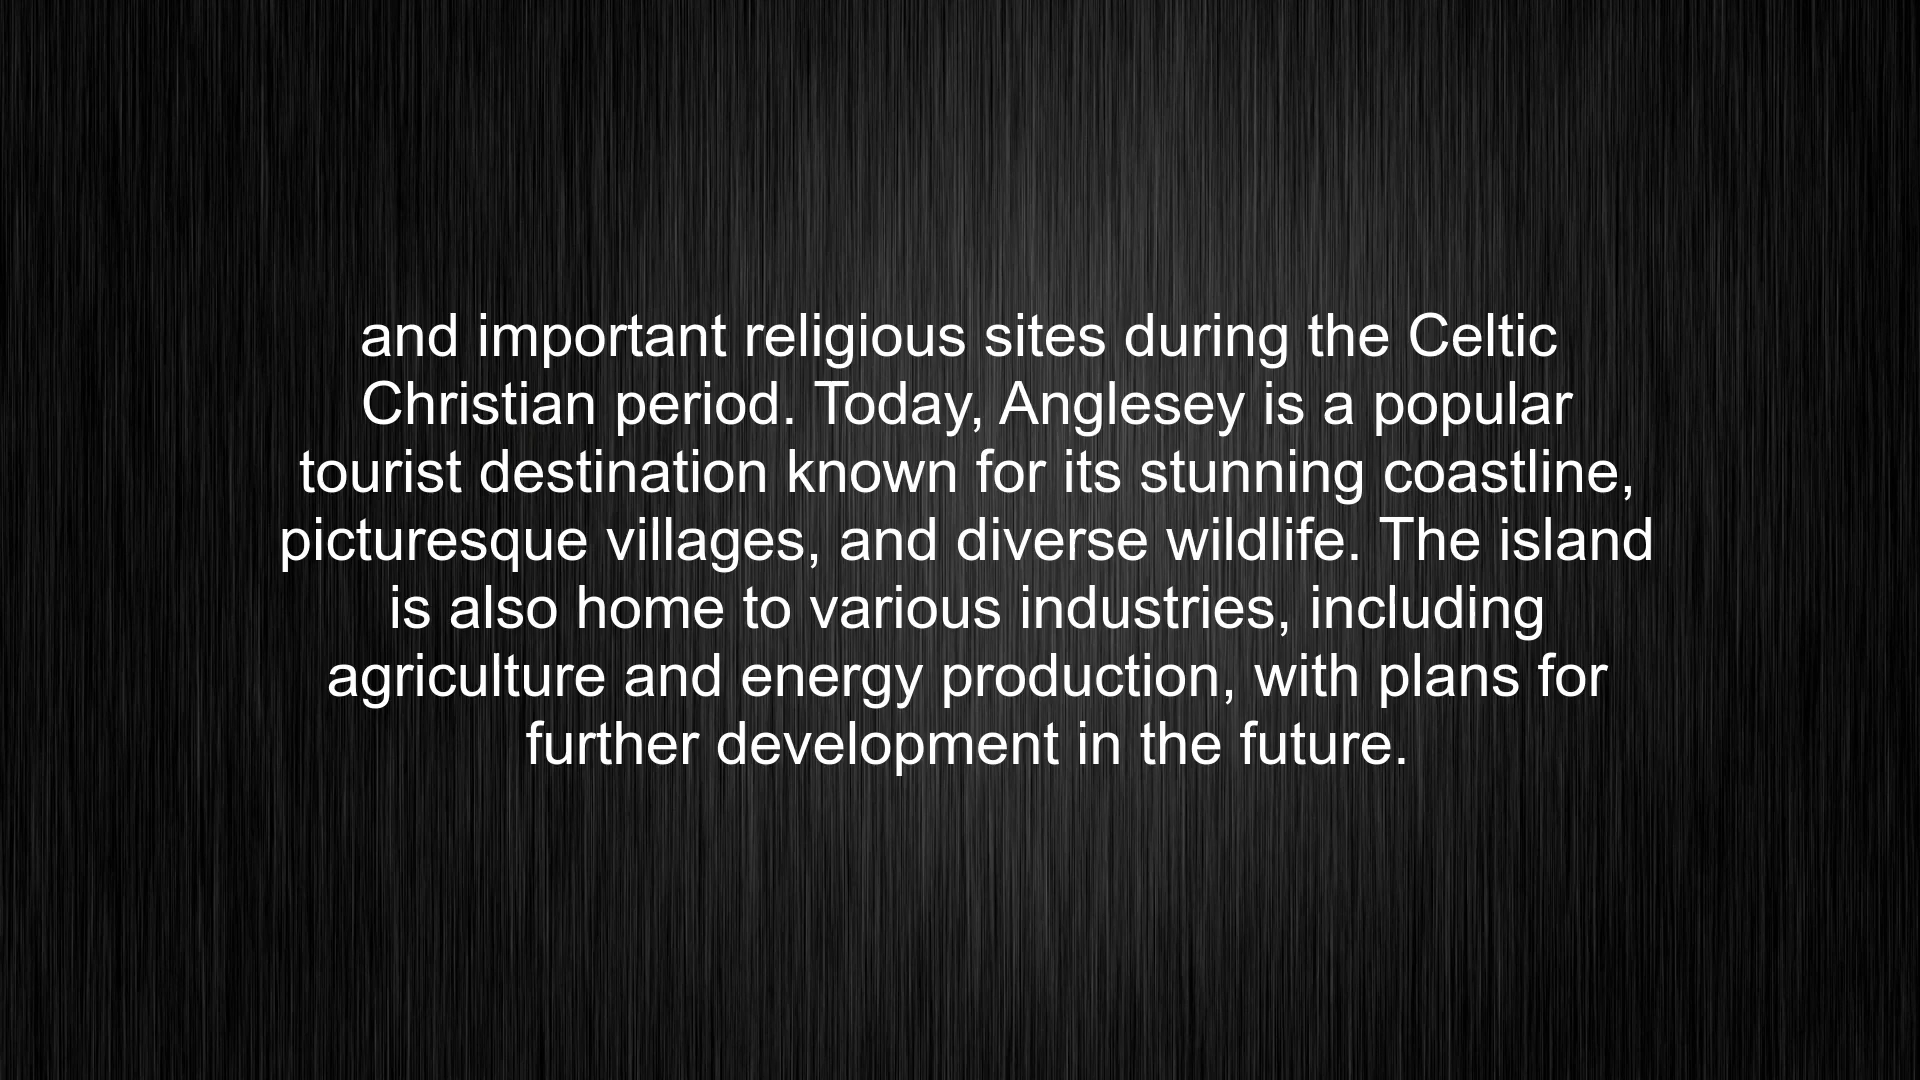 and important religious sites during the Celtic
Christian period. Today, Anglesey is a popular
tourist destination known for its stunning coastline,
picturesque villages, and diverse wildlife. The island
is also home to various industries, including
agriculture and energy production, with plans for
further development in the future.